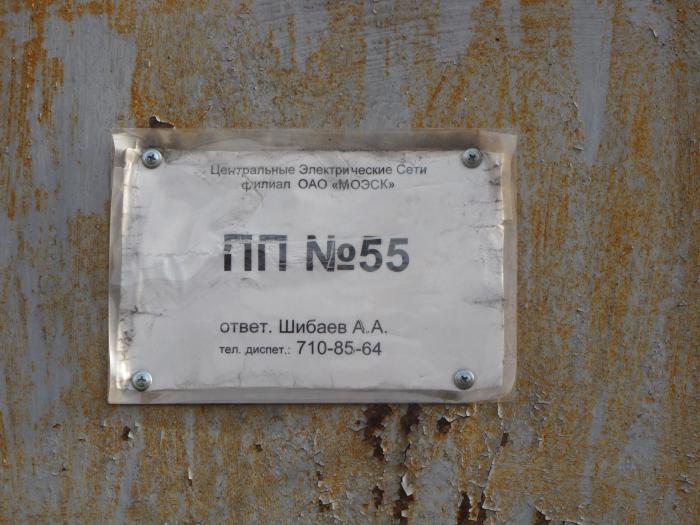 Центральные Электрические Сети
филиал ОАО «МОЭСК»
ПП №55
ответ. Шибаев А.А.
тел. диспет.: 710-85-64